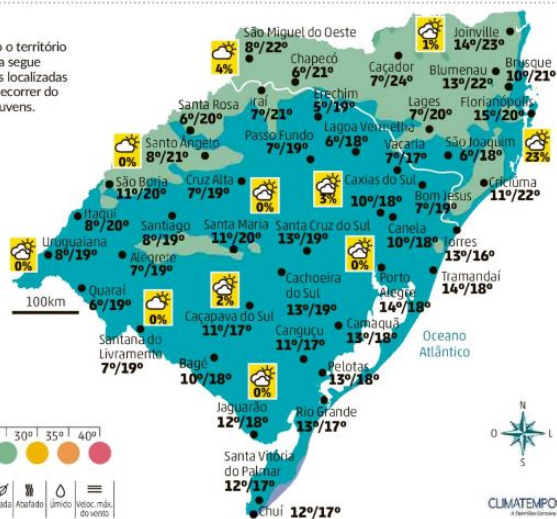 o o território
a segue
s localizadas
ecorrer do
uvens.
São Miguel do Oeste
8º/22º
4%
Chapecó
6º/21º
1%
Caçador
7º/24º
Joinville
14º/23º
Blumenau
13º/22º
Brusque
10º/21º
Florianópolis
15º/20º
23%
Santa Rosa
6º/20º
Iraí
7º/21º
Erechim
5º/19º
Lages
7º/20º
Lagoa Vermelha
6º/18º
Passo Fundo
7º/19º
Vacaria
7º/17º
São Joaquim
6º/18º
0%
Santo Ângelo
8º/21º
São Borja
11º/20º
Cruz Alta
7º/19º
0%
3%
Caxias do Sul
10º/18º
Bom Jesus
7º/19º
Criciúma
11º/22º
Itaqui
8º/20º
Santiago
8º/19º
Santa Maria
11º/20º
Santa Cruz do Sul
13º/19º
Canela
10º/18º
Torres
13º/16º
Uruguaiana
8º/19º
0%
Alegrete
7º/19º
0%
Porto
Alegre
14º/18º
Tramandaí
14º/18º
Quaraí
6º/19º
100km
0%
2%
Cachoeira
do Sul
13º/19º
Caçapava do Sul
11º/17º
Camaquã
13º/18º
Santana do
Livramento
7º/19º
Canguçu
11º/17º
Oceano
Atlântico
Bagé
10º/18º
0%
Pelotas
13º/18º
Jaguarão
12º/18º
Rio Grande
13º/17º
Santa Vitória
do Palmar
12º/17º
Chuí 12º/17º
30º 35º 40º
ada
Abafado
Úmido
Veloc. máx.
do vento
N
O L
S
CLIMATEMPO